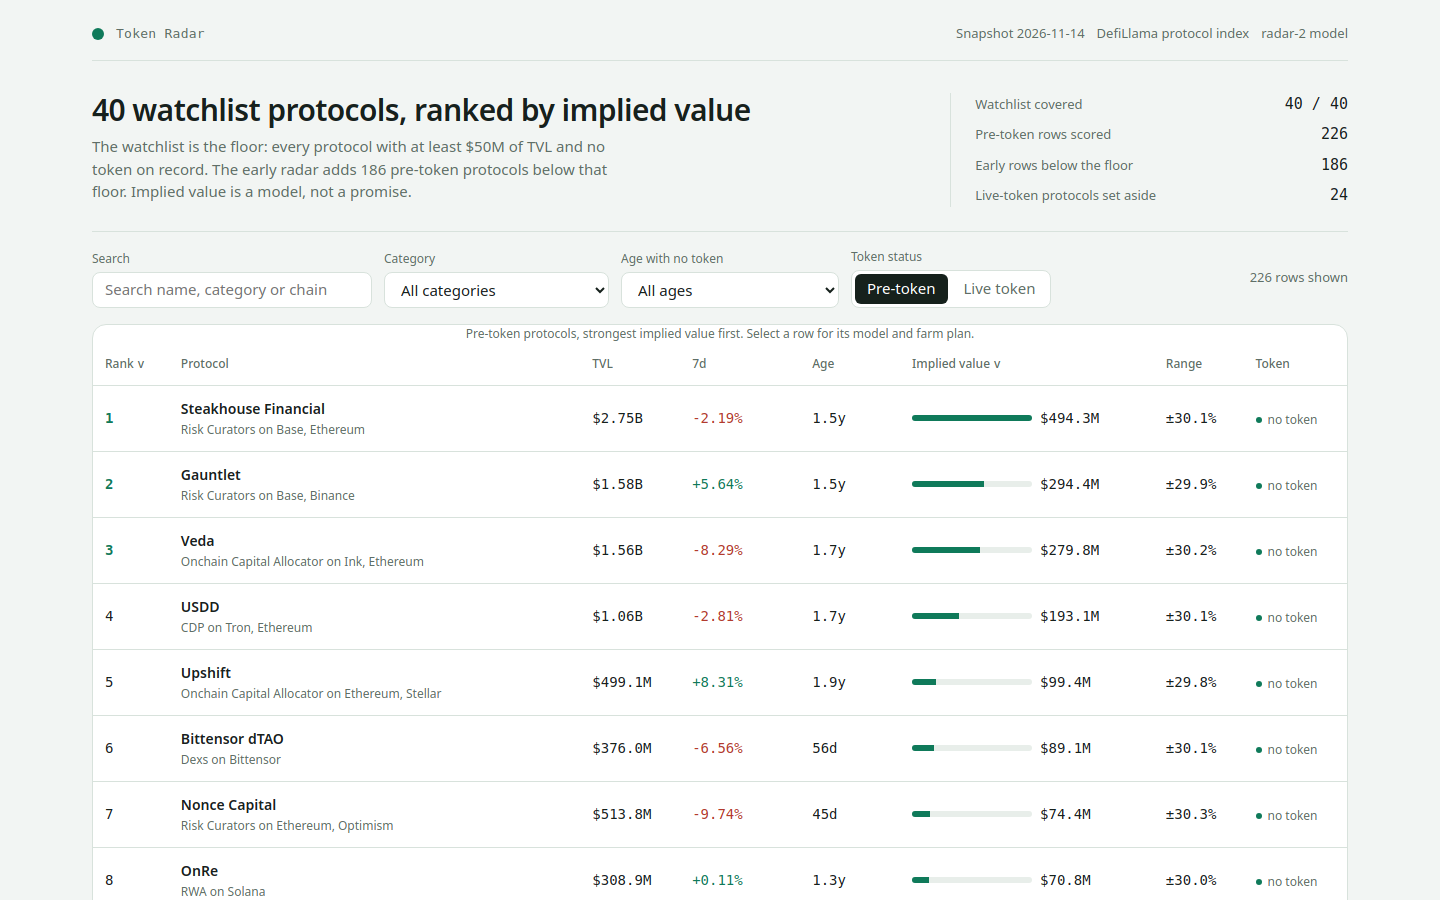 Token Radar
Snapshot 2026-11-14 DefiLlama protocol index radar-2 model
40 watchlist protocols, ranked by implied value
The watchlist is the floor: every protocol with at least $50M of TVL and no
token on record. The early radar adds 186 pre-token protocols below that
floor. Implied value is a model, not a promise.
Watchlist covered 40 / 40
Pre-token rows scored 226
Early rows below the floor 186
Live-token protocols set aside 24
Search Category Age with no token Token status
Search name, category or chain All categories All ages Pre-token Live token 226 rows shown
Pre-token protocols, strongest implied value first. Select a row for its model and farm plan.
Rank v Protocol TVL 7d Age Implied value v Range Token
1 Steakhouse Financial $2.75B -2.19% 1.5y $494.3M ±30.1% no token
Risk Curators on Base, Ethereum
2 Gauntlet $1.58B +5.64% 1.5y $294.4M ±29.9% no token
Risk Curators on Base, Binance
3 Veda $1.56B -8.29% 1.7y $279.8M ±30.2% no token
Onchain Capital Allocator on Ink, Ethereum
4 USDD $1.06B -2.81% 1.7y $193.1M ±30.1% no token
CDP on Tron, Ethereum
5 Upshift $499.1M +8.31% 1.9y $99.4M ±29.8% no token
Onchain Capital Allocator on Ethereum, Stellar
6 Bittensor dTAO $376.0M -6.56% 56d $89.1M ±30.1% no token
Dexs on Bittensor
7 Nonce Capital $513.8M -9.74% 45d $74.4M ±30.3% no token
Risk Curators on Ethereum, Optimism
8 OnRe $308.9M +0.11% 1.3y $70.8M ±30.0% no token
RWA on Solana